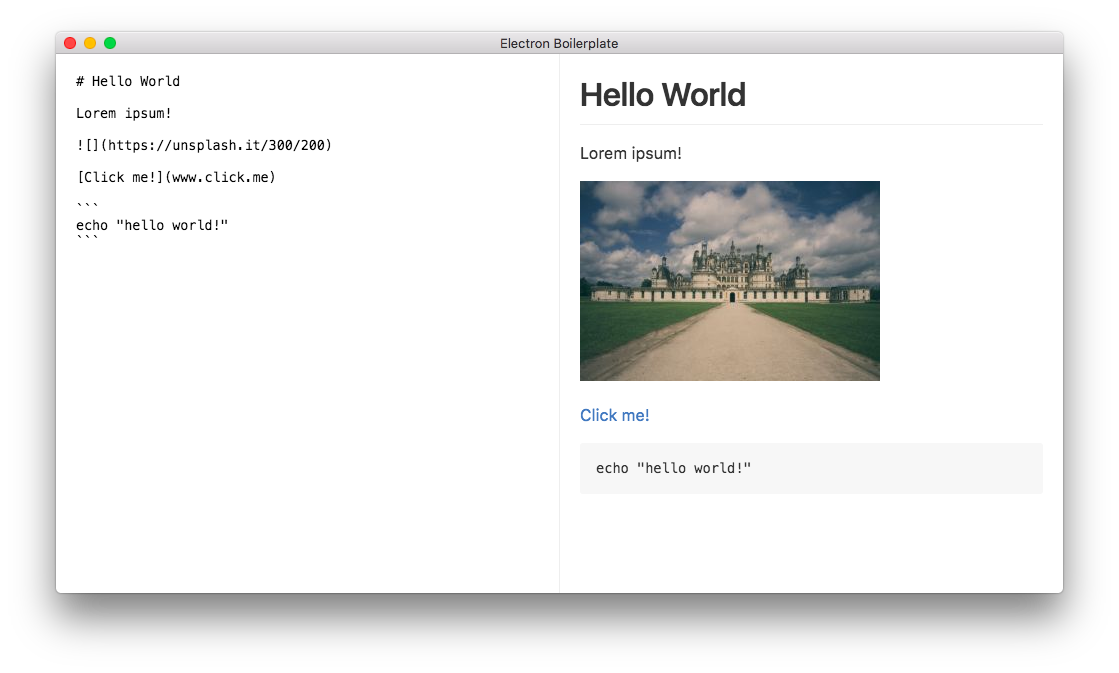 Electron Boilerplate
# Hello World
Lorem ipsum!
![](https://unsplash.it/300/200)
[Click me!](www.click.me)
```
echo "hello world!"
```
Hello World
Lorem ipsum!
Click me!
echo "hello world!"